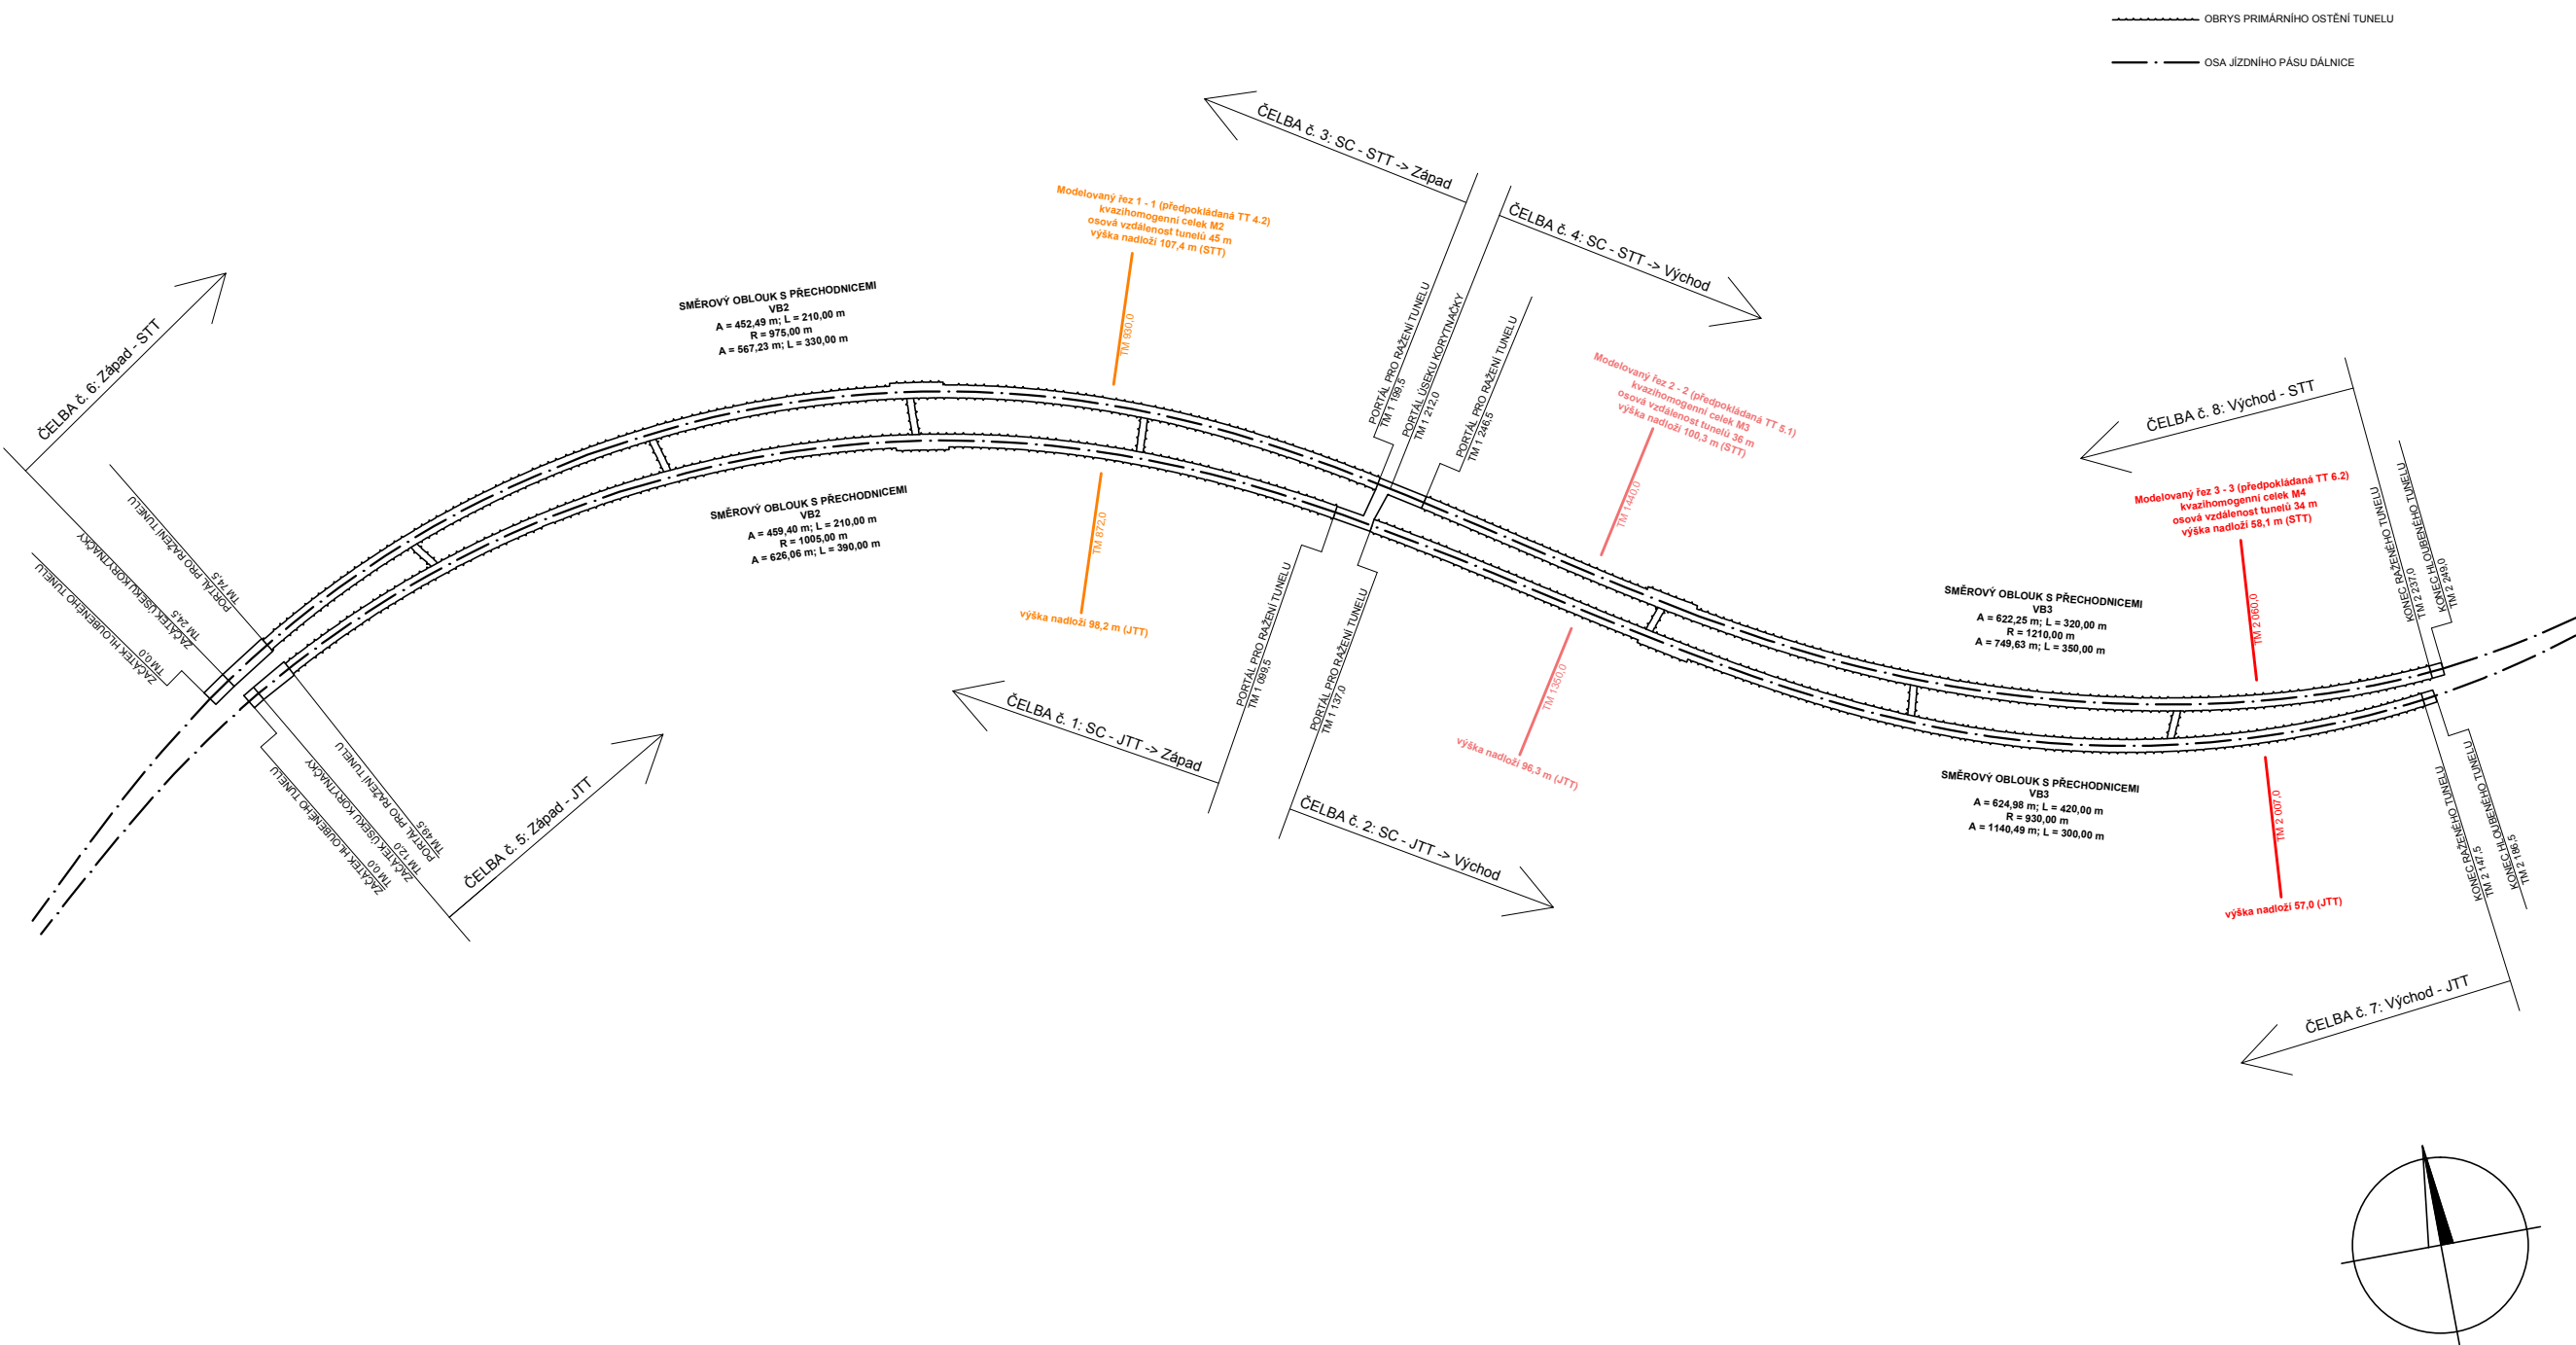 OBRYS PRIMÁRNÍHO OSTĚNÍ TUNELU
OSA JÍZDNÍHO PÁSU DÁLNICE
ČELBA č. 3: SC - STT -> Západ
ČELBA č. 4: SC - STT -> Východ
Modelovaný řez 1 - 1 (předpokládaná TT 4.2)
kvazihomogenní celek M2
osová vzdálenost tunelů 45 m
výška nadloží 107,4 m (STT)
TM 930,0
SMĚROVÝ OBLOUK S PŘECHODNICEMI
VB2
A = 452,49 m; L = 210,00 m
R = 975,00 m
A = 567,23 m; L = 330,00 m
ČELBA č. 6: Západ - STT
PORTÁL PRO RAŽENÍ TUNELU
TM 1 199,5
PORTÁL ÚSEKU KORYTNAČKY
TM 1 212,0
PORTÁL PRO RAŽENÍ TUNELU
TM 1 246,5
Modelovaný řez 2 - 2 (předpokládaná TT 5.1)
kvazihomogenní celek M3
osová vzdálenost tunelů 36 m
výška nadloží 100,3 m (STT)
TM 1440,0
ČELBA č. 8: Východ - STT
Modelovaný řez 3 - 3 (předpokládaná TT 6.2)
kvazihomogenní celek M4
osová vzdálenost tunelů 34 m
výška nadloží 58,1 m (STT)
TM 2 060,0
KONEC RAŽENÉHO TUNELU
TM 2 237,0
KONEC HLOUBENÉHO TUNELU
TM 2 249,0
PORTÁL PRO RAŽENÍ TUNELU
TM 74,5
ZAČÁTEK ÚSEKU KORYTNAČKY
TM 24,5
ZAČÁTEK HLOUBENÉHO TUNELU
TM 0,0
SMĚROVÝ OBLOUK S PŘECHODNICEMI
VB2
A = 459,40 m; L = 210,00 m
R = 1005,00 m
A = 626,06 m; L = 390,00 m
TM 872,0
výška nadloží 98,2 m (JTT)
PORTÁL PRO RAŽENÍ TUNELU
TM 1 099,5
PORTÁL PRO RAŽENÍ TUNELU
TM 1 137,0
TM 1350,0
výška nadloží 96,3 m (JTT)
SMĚROVÝ OBLOUK S PŘECHODNICEMI
VB3
A = 622,25 m; L = 320,00 m
R = 1210,00 m
A = 749,63 m; L = 350,00 m
SMĚROVÝ OBLOUK S PŘECHODNICEMI
VB3
A = 624,98 m; L = 420,00 m
R = 930,00 m
A = 1140,49 m; L = 300,00 m
TM 2 007,0
výška nadloží 57,0 (JTT)
KONEC RAŽENÉHO TUNELU
TM 2 147,5
KONEC HLOUBENÉHO TUNELU
TM 2 186,5
PORTÁL PRO RAŽENÍ TUNELU
TM 49,5
ZAČÁTEK ÚSEKU KORYTNAČKY
TM 12,0
ZAČÁTEK HLOUBENÉHO TUNELU
TM 0,0
ČELBA č. 5: Západ - JTT
ČELBA č. 1: SC - JTT -> Západ
ČELBA č. 2: SC - JTT -> Východ
ČELBA č. 7: Východ - JTT